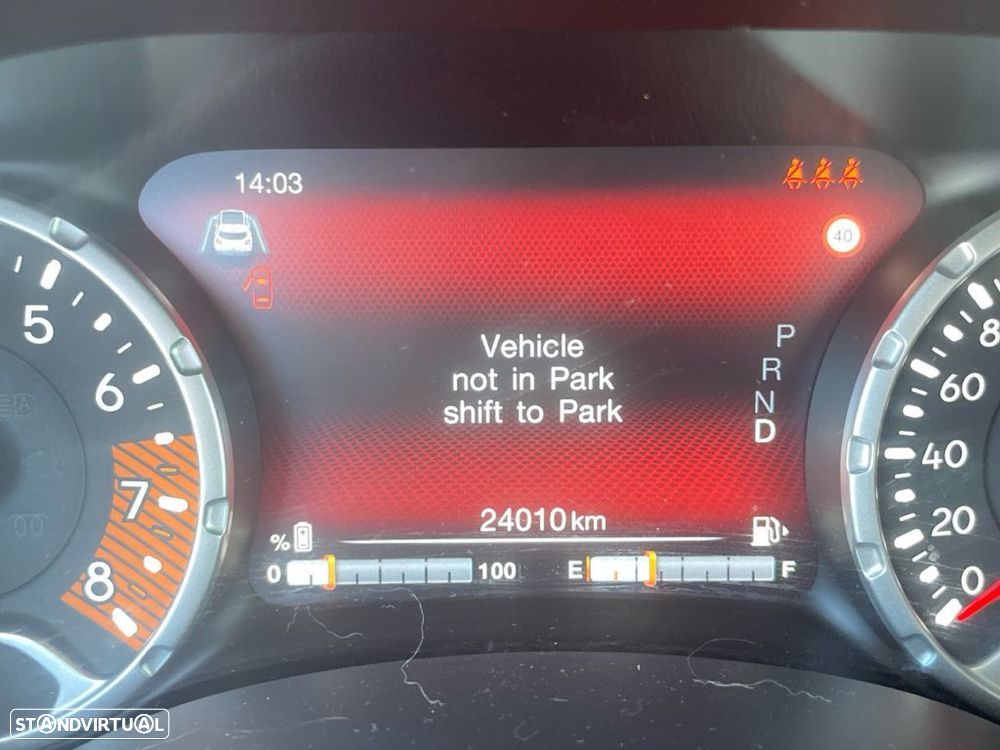 14:03
40
Vehicle
not in Park
shift to Park
P
R
N
D
24010 km
%
0 100
E F
5
6
7
8
80
60
40
20
0
STANDVIRTUAL